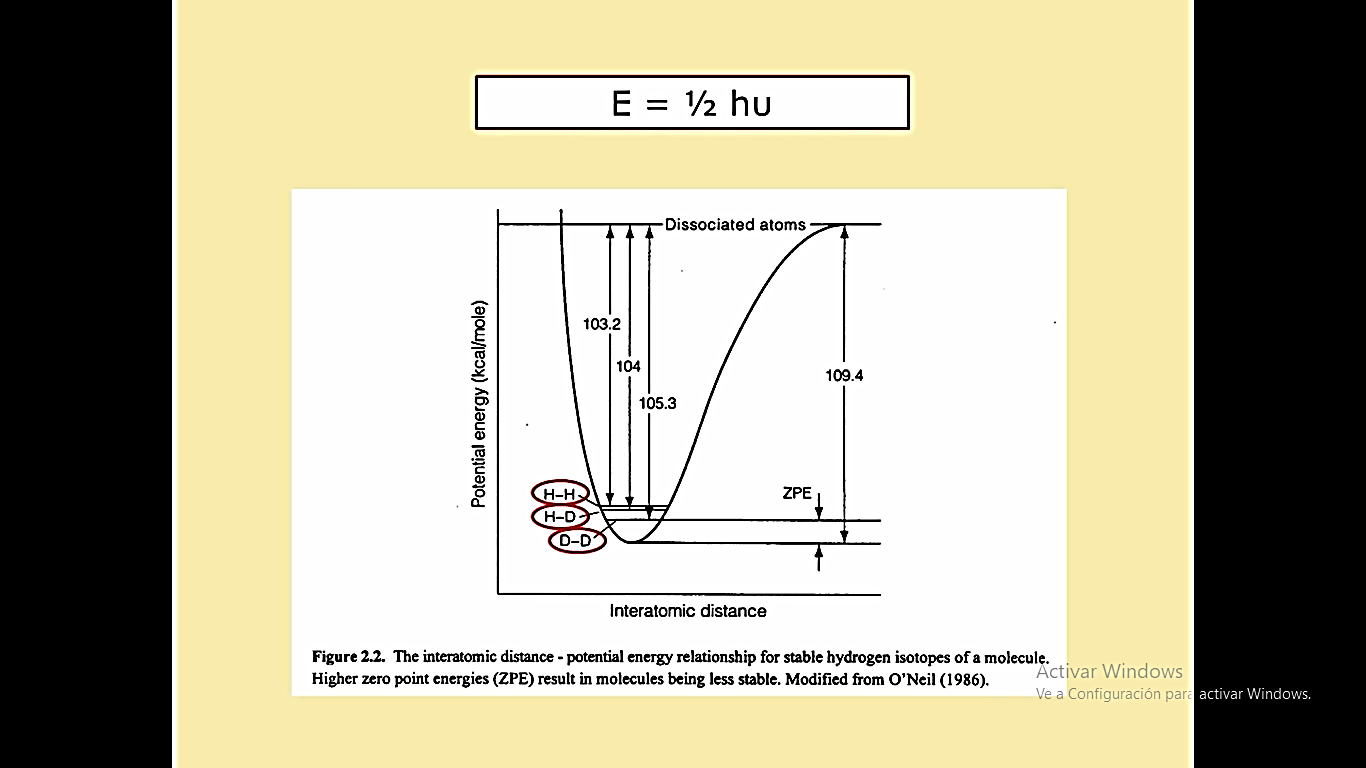 E = ½ hυ
Dissociated atoms
103.2
104
105.3
109.4
Potential energy (kcal/mole)
ZPE
H–H
H–D
D–D
Interatomic distance
Figure 2.2. The interatomic distance - potential energy relationship for stable hydrogen isotopes of a molecule.
Higher zero point energies (ZPE) result in molecules being less stable. Modified from O'Neil (1986).
Activar Windows
Ve a Configuración para activar Windows.